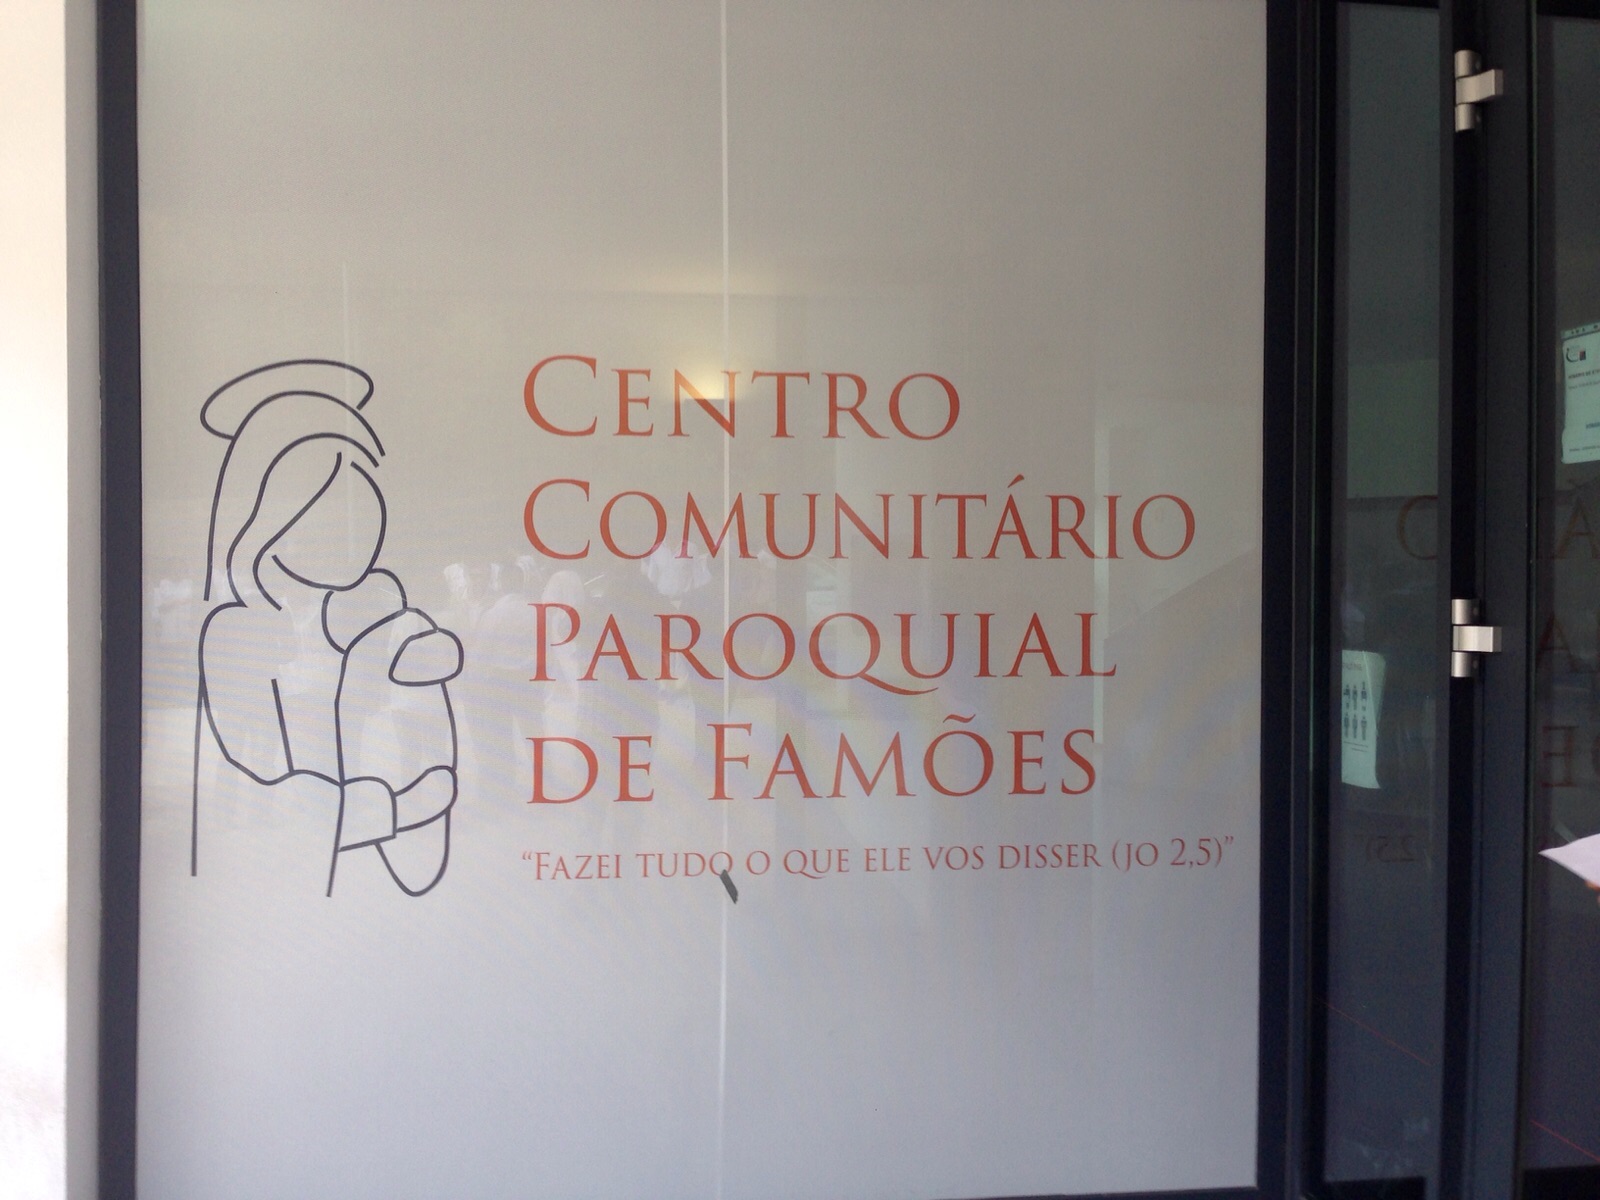 CENTRO
COMUNITÁRIO
PAROQUIAL
DE FAMÕES
“FAZEI TUDO O QUE ELE VOS DISSER (JO 2,5)”